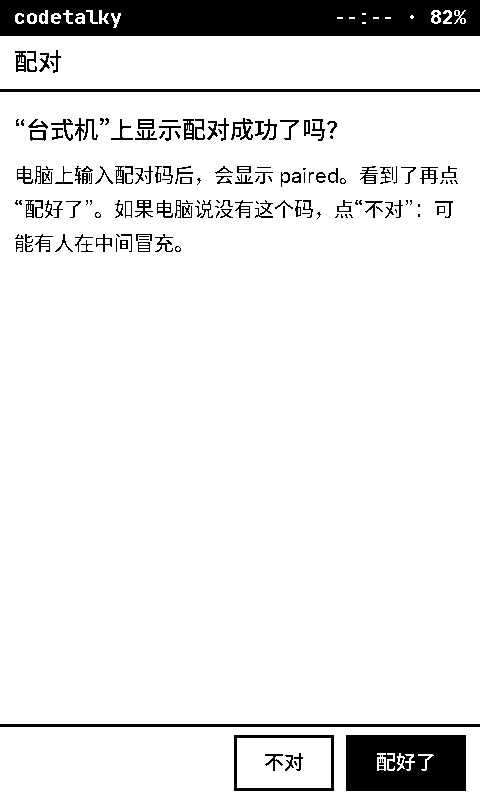 codetalky
--:-- · 82%
配对
“台式机”上显示配对成功了吗？
电脑上输入配对码后，会显示 paired。看到了再点
“配好了”。如果电脑说没有这个码，点“不对”：可
能有人在中间冒充。
不对
配好了